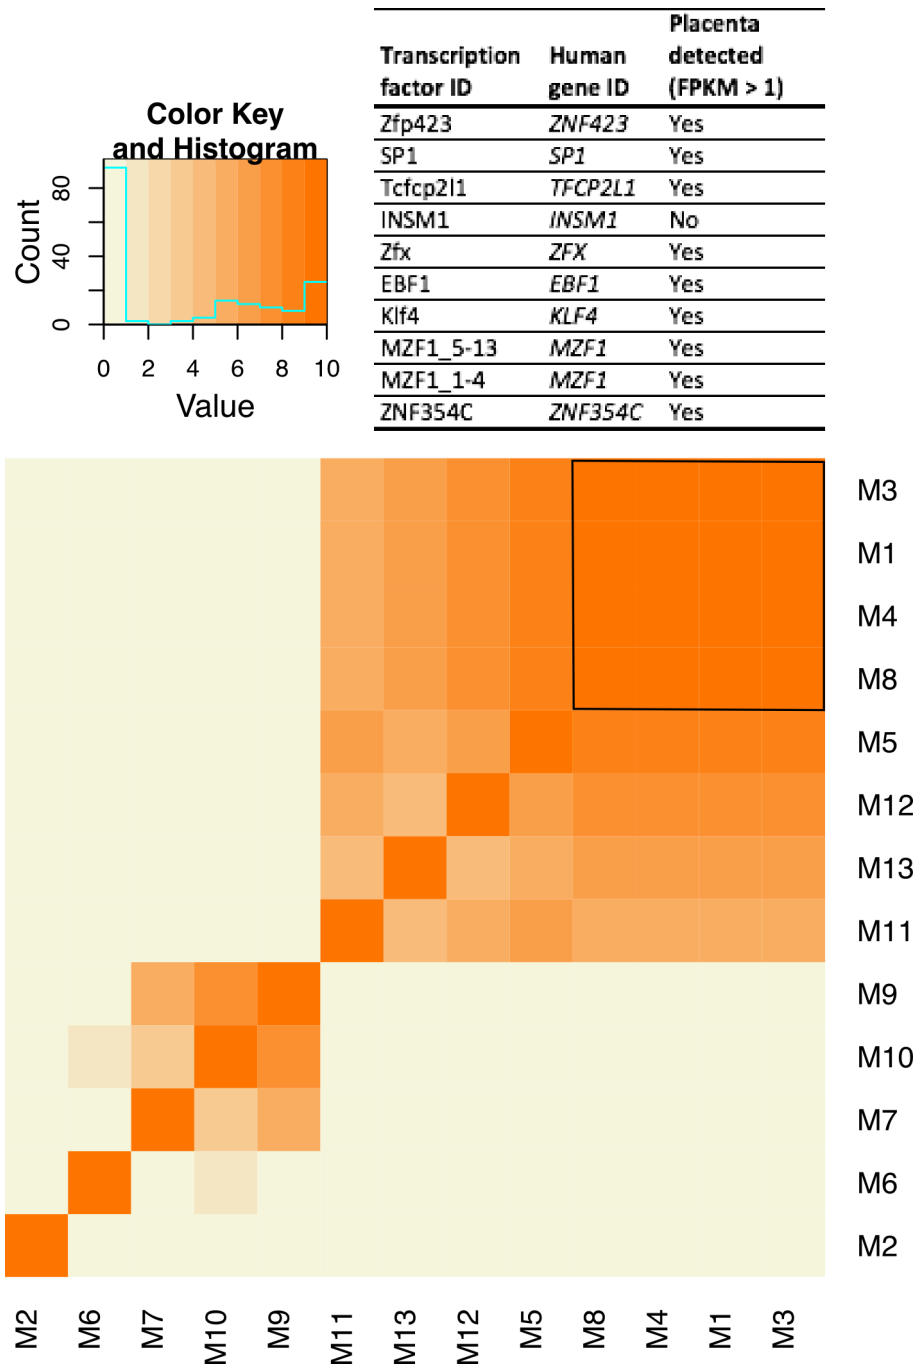 Color Key
and Histogram
Count
0 40 80
0 2 4 6 8 10
Value
Placenta
Transcription Human detected
factor ID gene ID (FPKM > 1)
Zfp423 ZNF423 Yes
SP1 SP1 Yes
Tcfcp2l1 TFCP2L1 Yes
INSM1 INSM1 No
Zfx ZFX Yes
EBF1 EBF1 Yes
Klf4 KLF4 Yes
MZF1_5-13 MZF1 Yes
MZF1_1-4 MZF1 Yes
ZNF354C ZNF354C Yes
M3
M1
M4
M8
M5
M12
M13
M11
M9
M10
M7
M6
M2
M2 M6 M7 M10 M9 M11 M13 M12 M5 M8 M4 M1 M3